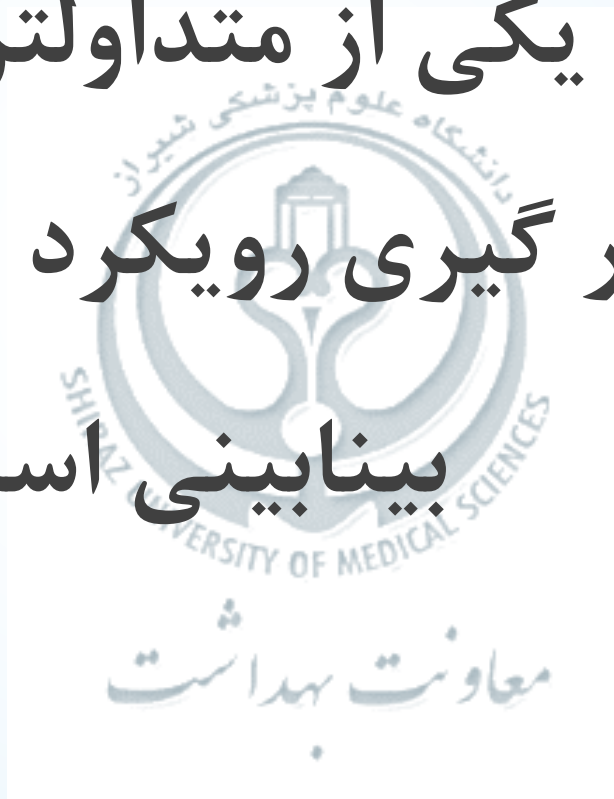 یکی از متداولتر
دانشگاه علوم پزشکی شیراز
ر گیری رویکرد
بینابینی اس
SHIRAZ UNIVERSITY OF MEDICAL SCIENCES
معاونت بهداشت